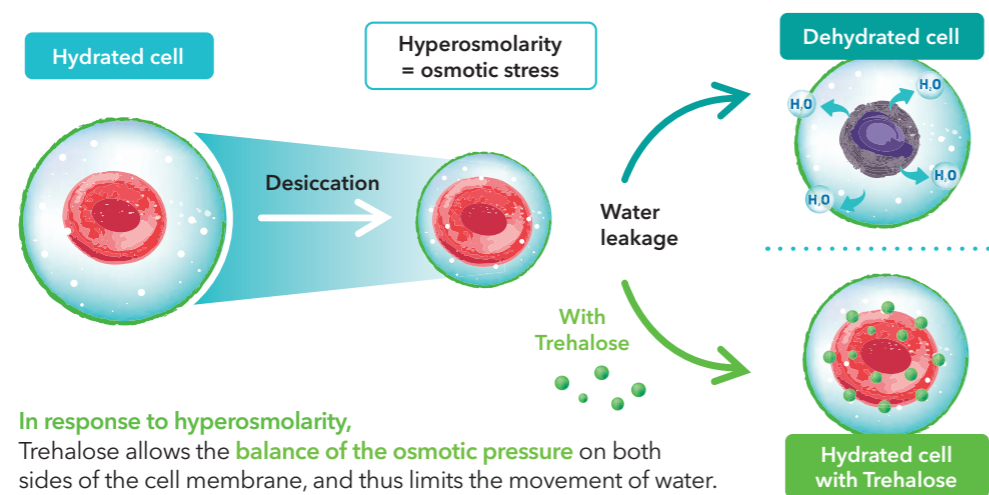 Hydrated cell
Hyperosmolarity
= osmotic stress
Dehydrated cell
Desiccation
H₂O
H₂O
H₂O
H₂O
Water
leakage
With
Trehalose
In response to hyperosmolarity,
Trehalose allows the balance of the osmotic pressure on both
sides of the cell membrane, and thus limits the movement of water.
Hydrated cell
with Trehalose